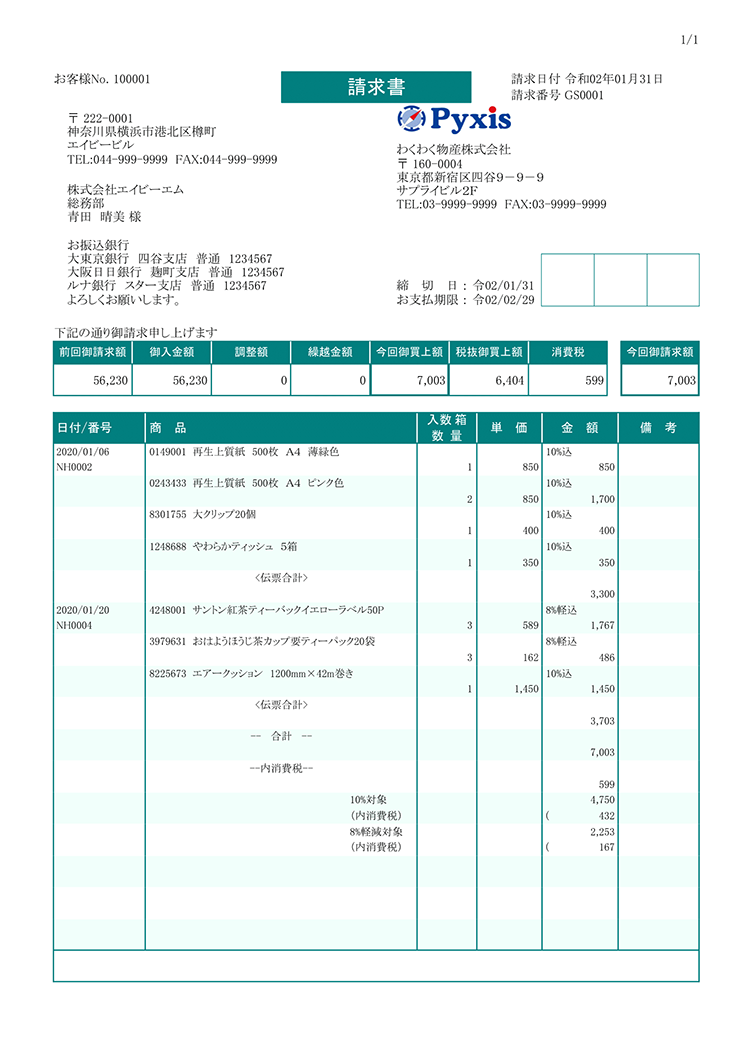 1/1
お客様No. 100001
請求書
請求日付 令和02年01月31日
請求番号 GS0001
〒 222-0001
神奈川県横浜市港北区樽町
エイビービル
TEL:044-999-9999 FAX:044-999-9999
株式会社エイビーエム
総務部
青田 晴美 様
Pyxis
わくわく物産株式会社
〒 160-0004
東京都新宿区四谷9-9-9
サプライビル2F
TEL:03-9999-9999 FAX:03-9999-9999
お振込銀行
大東京銀行 四谷支店 普通 1234567
大阪日日銀行 麹町支店 普通 1234567
ルナ銀行 スター支店 普通 1234567
よろしくお願いします。
締 切 日 : 令02/01/31
お支払期限 : 令02/02/29
下記の通り御請求申し上げます
前回御請求額 御入金額 調整額 繰越金額 今回御買上額 税抜御買上額 消費税 今回御請求額
56,230 56,230 0 0 7,003 6,404 599 7,003
日付/番号 商 品 入数 箱 数 量 単 価 金 額 備 考
2020/01/06 0149001 再生上質紙 500枚 A4 薄緑色 10%込
NH0002 1 850 850
0243433 再生上質紙 500枚 A4 ピンク色 10%込
2 850 1,700
8301755 大クリップ20個 10%込
1 400 400
1248688 やわらかティッシュ 5箱 10%込
1 350 350
<伝票合計>
3,300
2020/01/20 4248001 サントン紅茶ティーバックイエローラベル50P 8%軽込
NH0004 3 589 1,767
3979631 おはようほうじ茶カップ要ティーパック20袋 8%軽込
3 162 486
8225673 エアークッション 1200mm×42m巻き 10%込
1 1,450 1,450
<伝票合計>
3,703
-- 合計 --
7,003
--内消費税--
599
10%対象 4,750
(内消費税) ( 432
8%軽減対象 2,253
(内消費税) ( 167